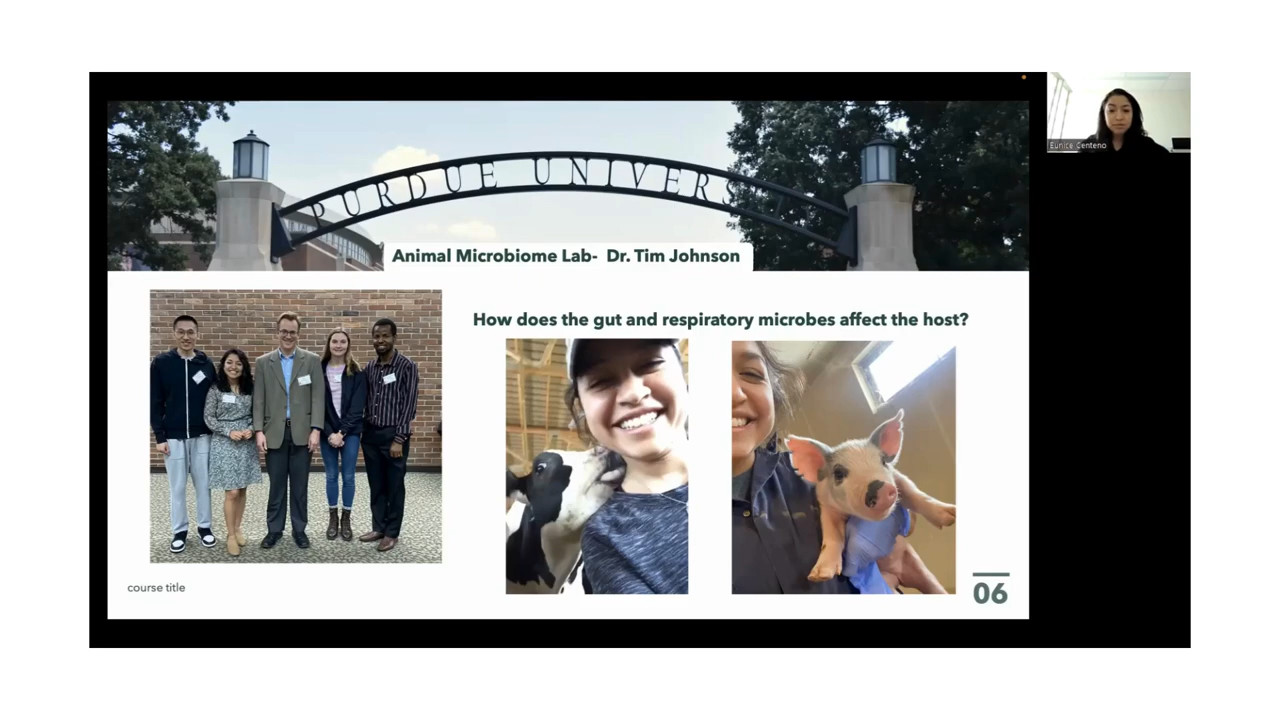 PURDUE UNIVERS
Animal Microbiome Lab-  Dr. Tim Johnson
How does the gut and respiratory microbes affect the host?
course title
06
Eunice Centeno